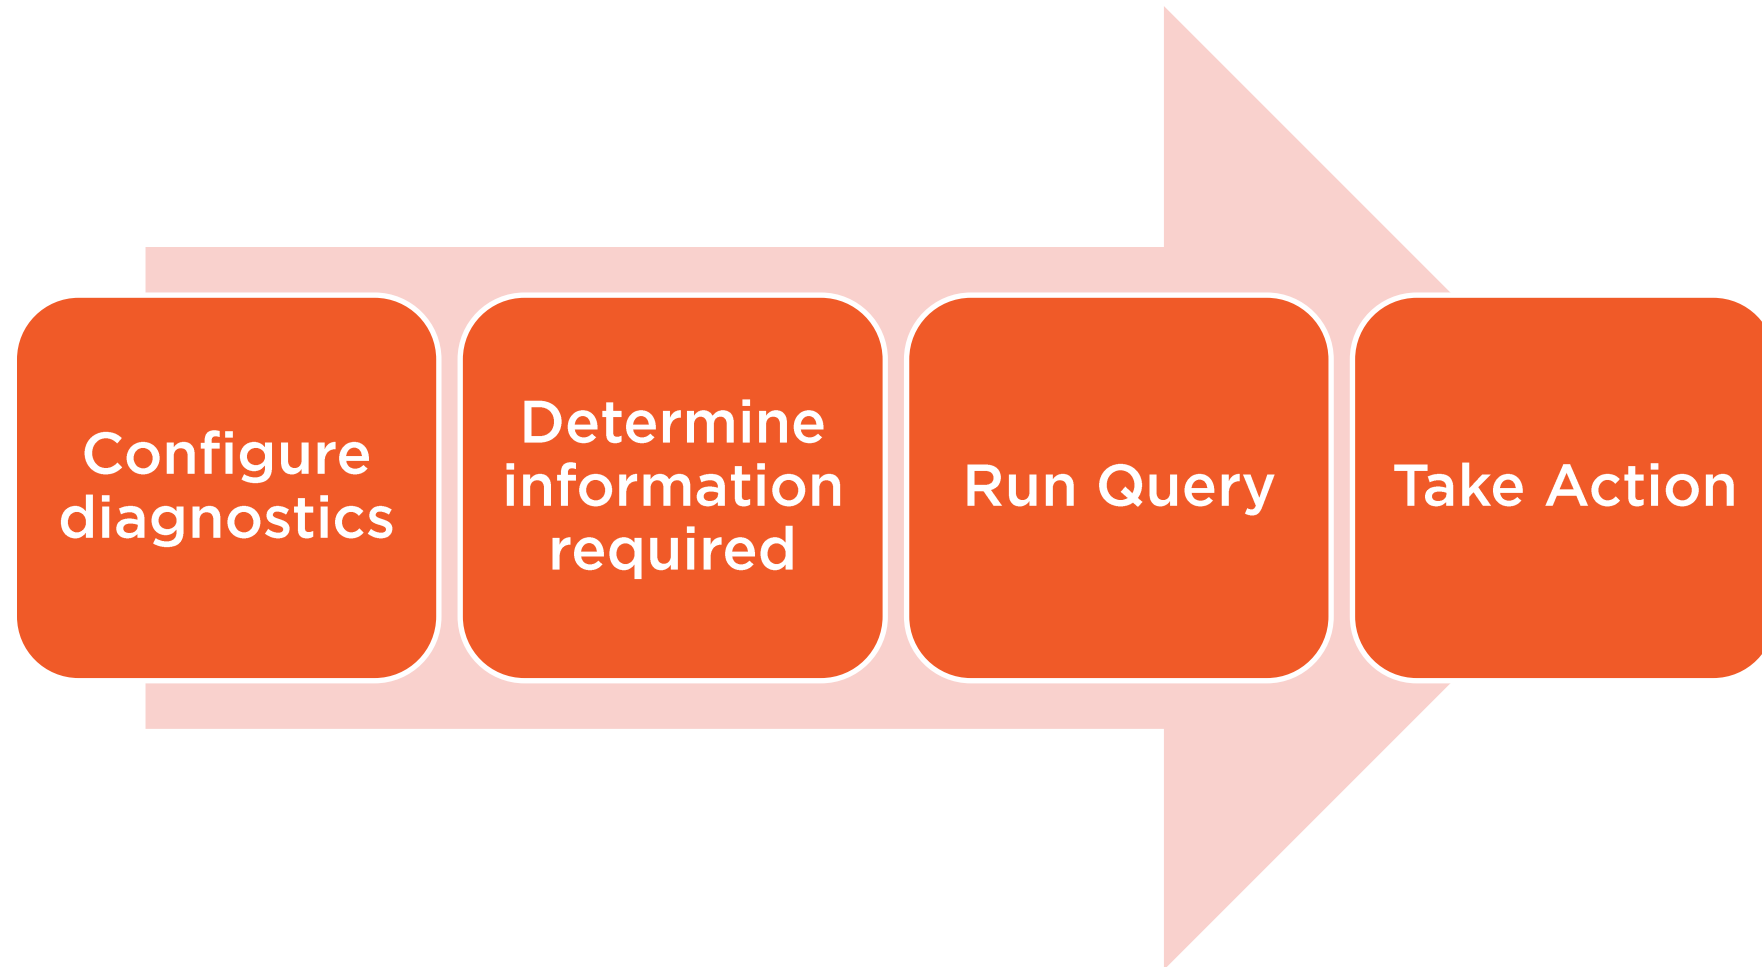 Configure
diagnostics
Determine
information
required
Run Query
Take Action